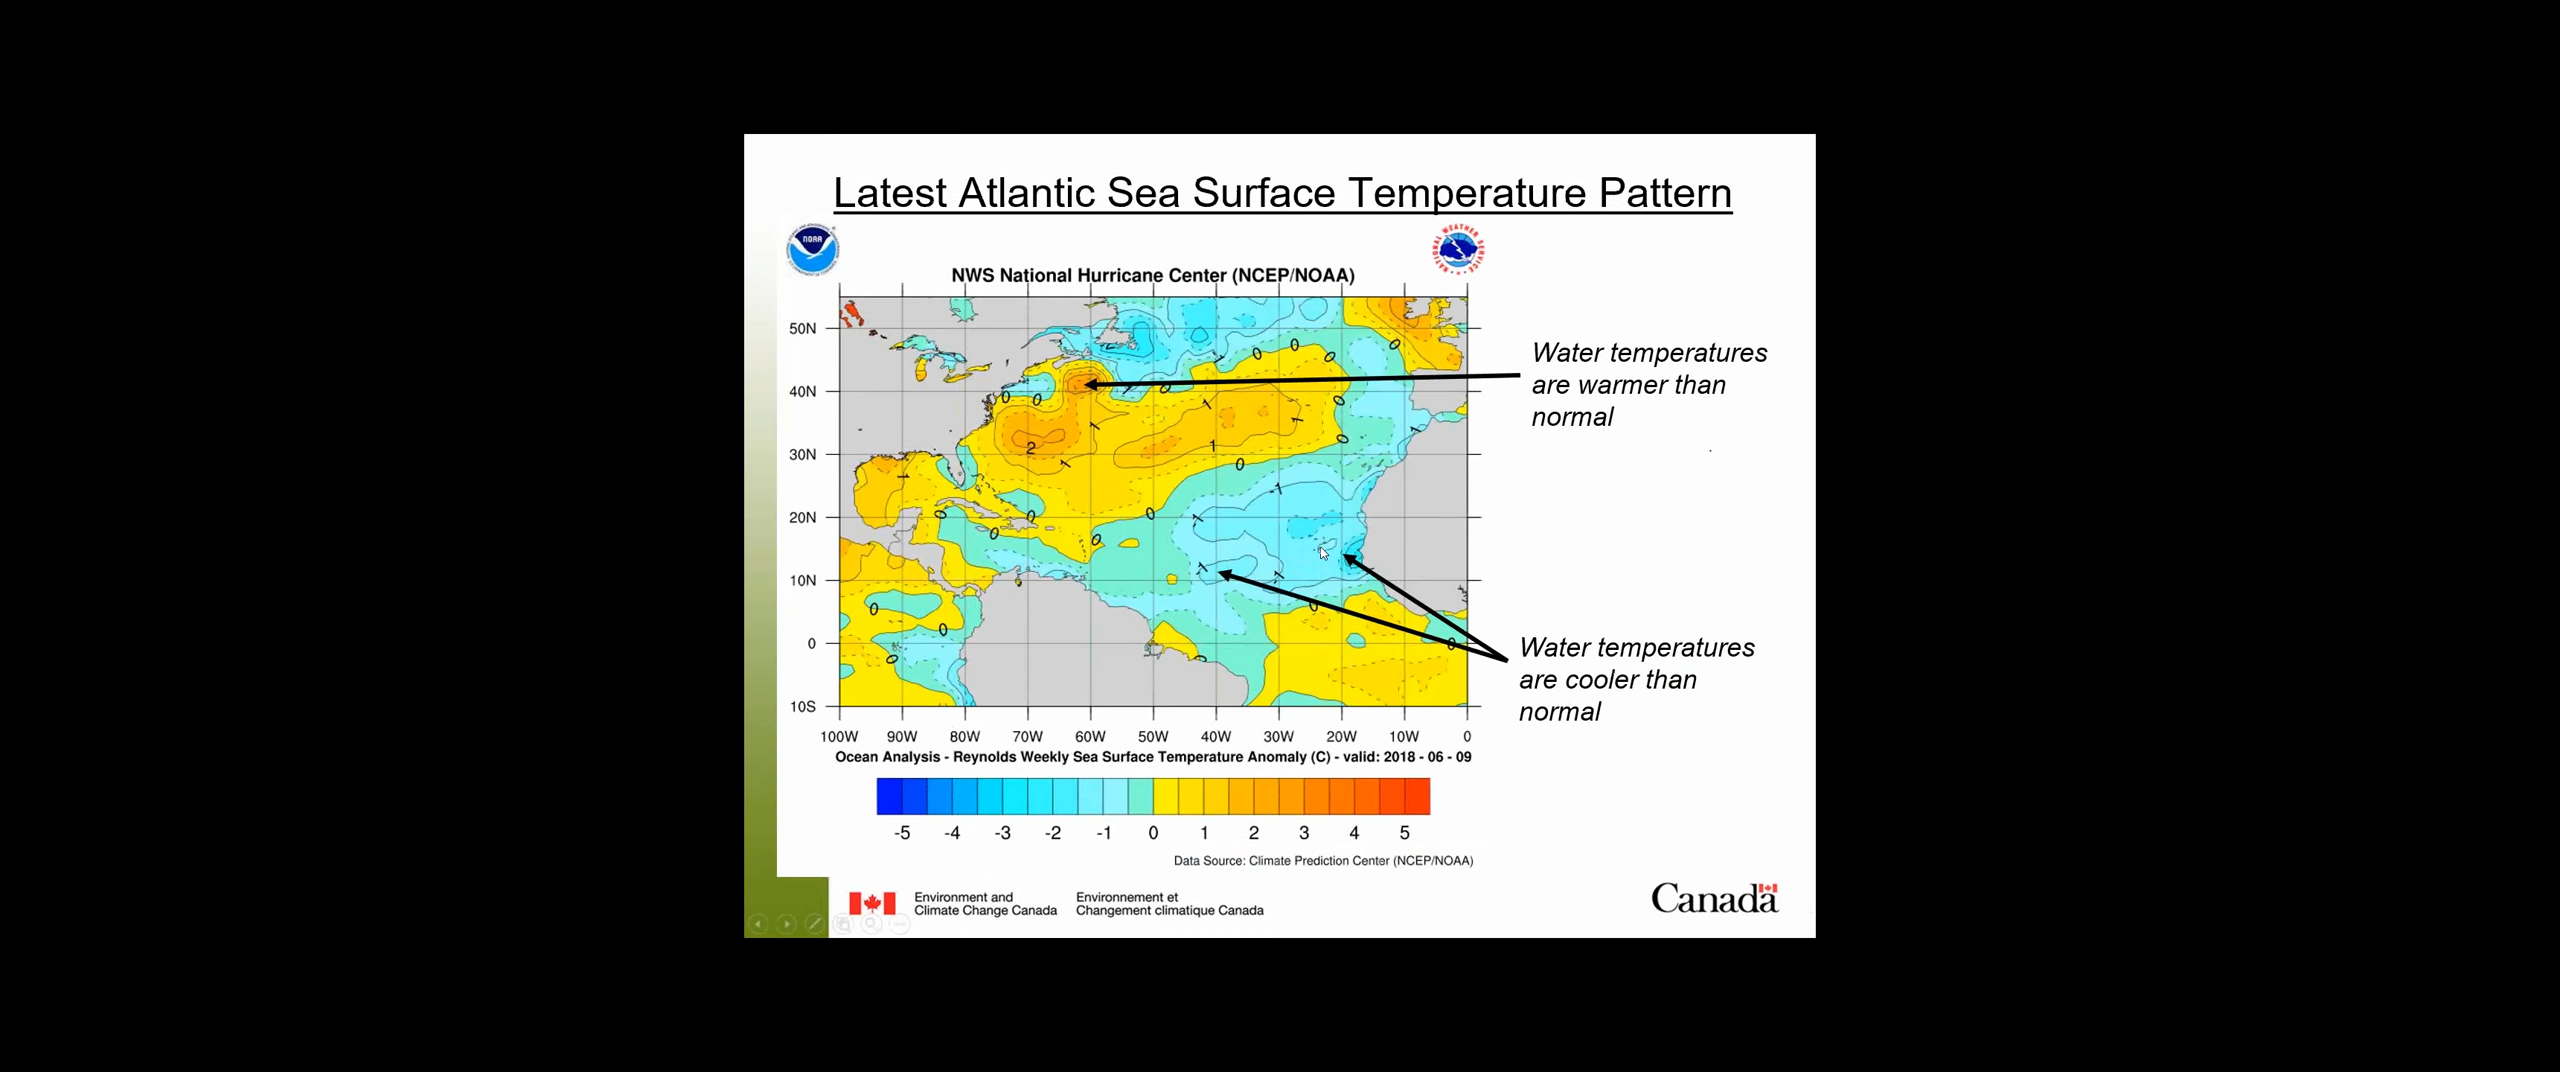 Latest Atlantic Sea Surface Temperature Pattern
NOAA
NATIONAL WEATHER SERVICE
NWS National Hurricane Center (NCEP/NOAA)
50N
40N
30N
20N
10N
0
10S
100W 90W 80W 70W 60W 50W 40W 30W 20W 10W 0
Water temperatures
are warmer than
normal
Water temperatures
are cooler than
normal
Ocean Analysis - Reynolds Weekly Sea Surface Temperature Anomaly (C) - valid: 2018 - 06 - 09
-5 -4 -3 -2 -1 0 1 2 3 4 5
Data Source: Climate Prediction Center (NCEP/NOAA)
Environment and
Climate Change Canada
Environnement et
Changement climatique Canada
Canada